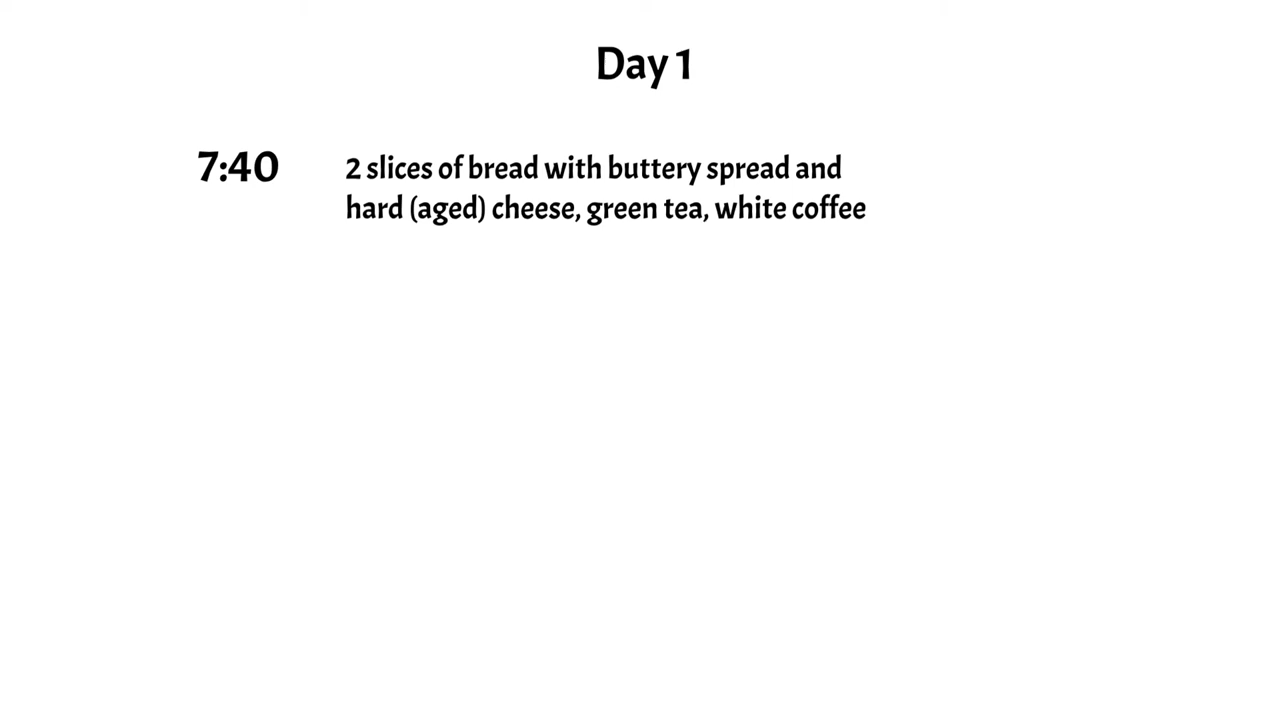 Day 1
7:40 2 slices of bread with buttery spread and
hard (aged) cheese, green tea, white coffee